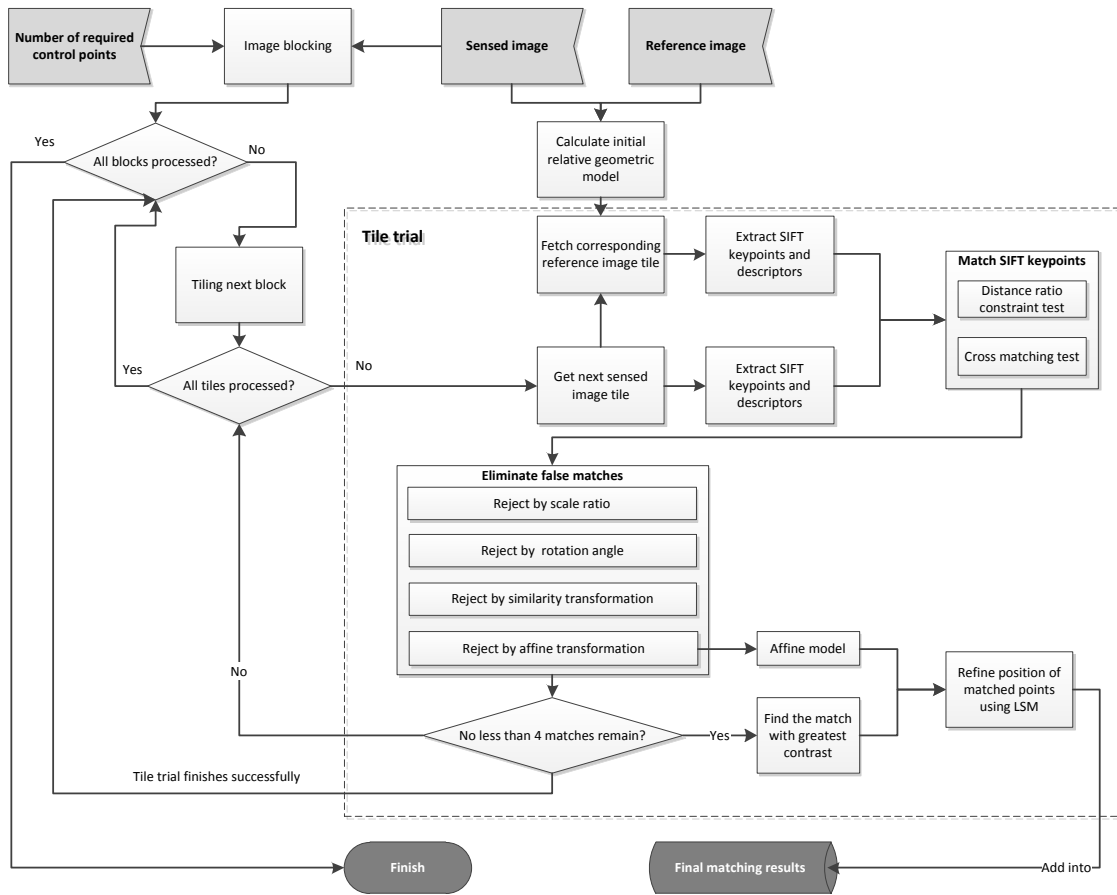 Number of required
control points
Image blocking
Sensed image
Reference image
Yes
All blocks processed?
No
Calculate initial
relative geometric
model
Tile trial
Fetch corresponding
reference image tile
Extract SIFT
keypoints and
descriptors
Match SIFT keypoints
Distance ratio
constraint test
Cross matching test
Tiling next block
Yes
All tiles processed?
No
Get next sensed
image tile
Extract SIFT
keypoints and
descriptors
Eliminate false matches
Reject by scale ratio
Reject by rotation angle
Reject by similarity transformation
Reject by affine transformation
Affine model
Refine position of
matched points
using LSM
No
No less than 4 matches remain?
Yes
Find the match
with greatest
contrast
Tile trial finishes successfully
Finish
Final matching results
Add into